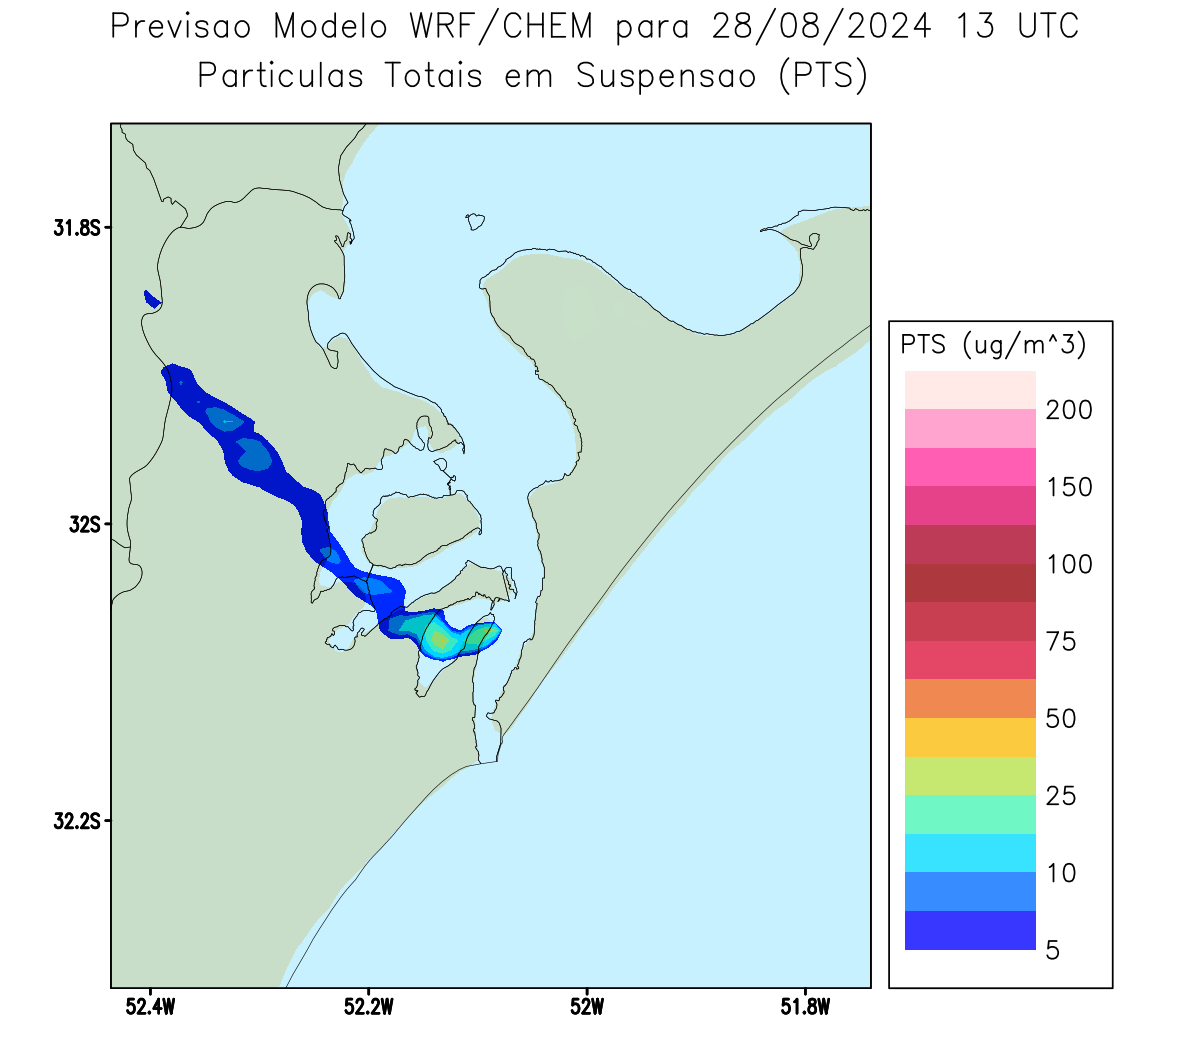 Previsao Modelo WRF/CHEM para 28/08/2024 13 UTC
Particulas Totais em Suspensao (PTS)
31.8S
32S
32.2S
52.4W
52.2W
52W
51.8W
PTS (ug/m^3)
200
150
100
75
50
25
10
5